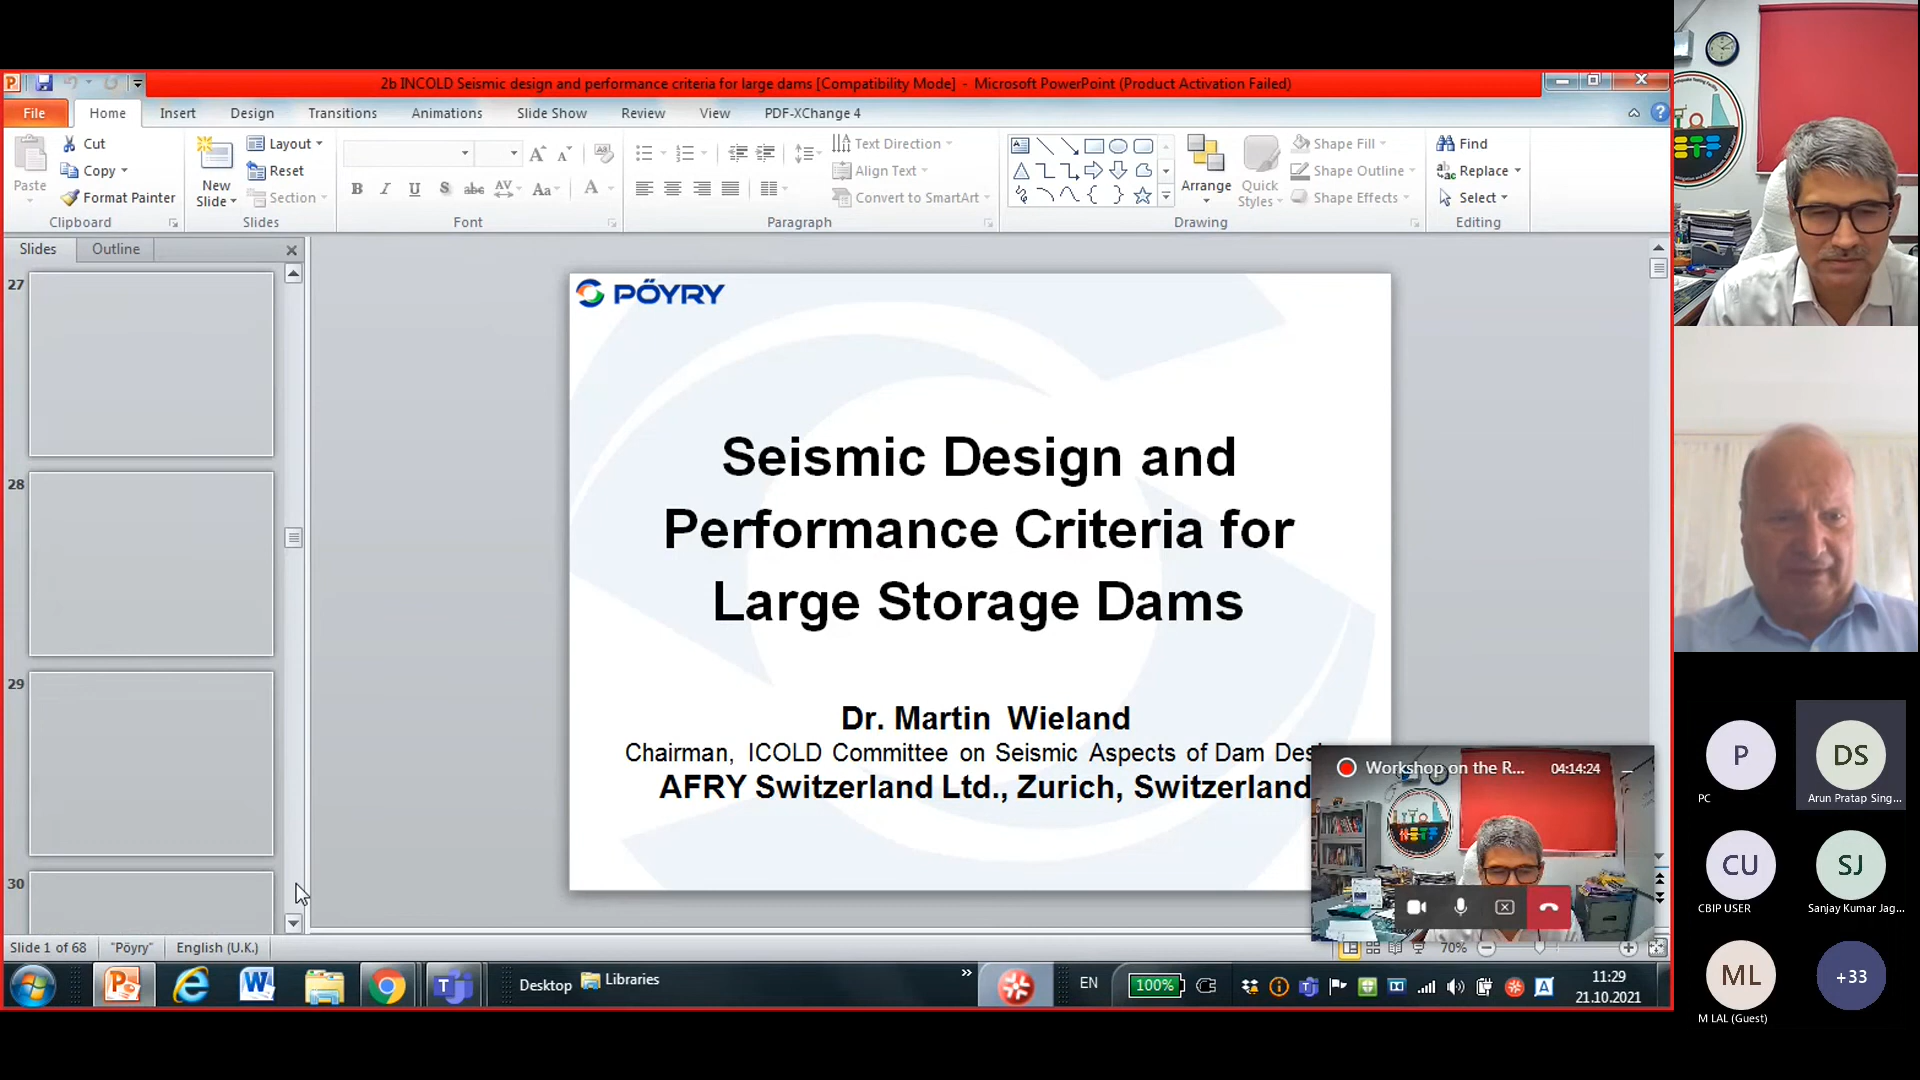 2b INCOLD Seismic design and performance criteria for large dams [Compatibility Mode] - Microsoft PowerPoint (Product Activation Failed)
File Home Insert Design Transitions Animations Slide Show Review View PDF-XChange 4
Paste
Cut
Copy
Format Painter
Clipboard
New Slide
Layout
Reset
Section
Slides
Font
Text Direction
Align Text
Convert to SmartArt
Paragraph
Arrange
Quick Styles
Shape Fill
Shape Outline
Shape Effects
Drawing
Find
Replace
Select
Editing
Slides Outline
27
28
29
30
PÖYRY
Seismic Design and
Performance Criteria for
Large Storage Dams
Dr. Martin Wieland
Chairman, ICOLD Committee on Seismic Aspects of Dam Des
AFRY Switzerland Ltd., Zurich, Switzerland
Workshop on the R... 04:14:24
P
PC
DS
Arun Pratap Sing...
CU
CBIP USER
SJ
Sanjay Kumar Jag...
ML
M LAL (Guest)
+33
Slide 1 of 68 "Pöyry" English (U.K.) 70%
Desktop Libraries EN 100% 11:29
21.10.2021